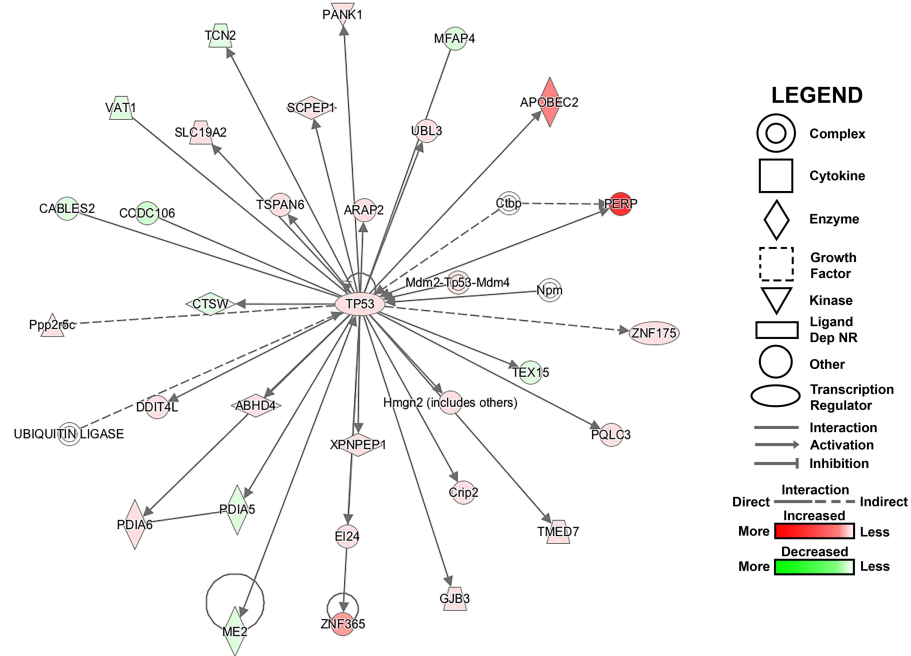 PANK1
TCN2
MFAP4
VAT1
SCPEP1
APOBEC2
SLC19A2
UBL3
CABLES2
CCDC106
TSPAN6
ARAP2
Ctbp
PERP
Mdm2-Tp53-Mdm4
Npm
CTSW
TP53
Ppp2r5c
ZNF175
TEX15
DDIT4L
ABHD4
Hmgn2 (includes others)
UBIQUITIN LIGASE
XPNPEP1
PQLC3
Crip2
PDIA6
PDIA5
EI24
TMED7
GJB3
ME2
ZNF365
LEGEND
Complex
Cytokine
Enzyme
Growth
Factor
Kinase
Ligand
Dep NR
Other
Transcription
Regulator
Interaction
Activation
Inhibition
Interaction
Direct Indirect
Increased
More Less
Decreased
More Less